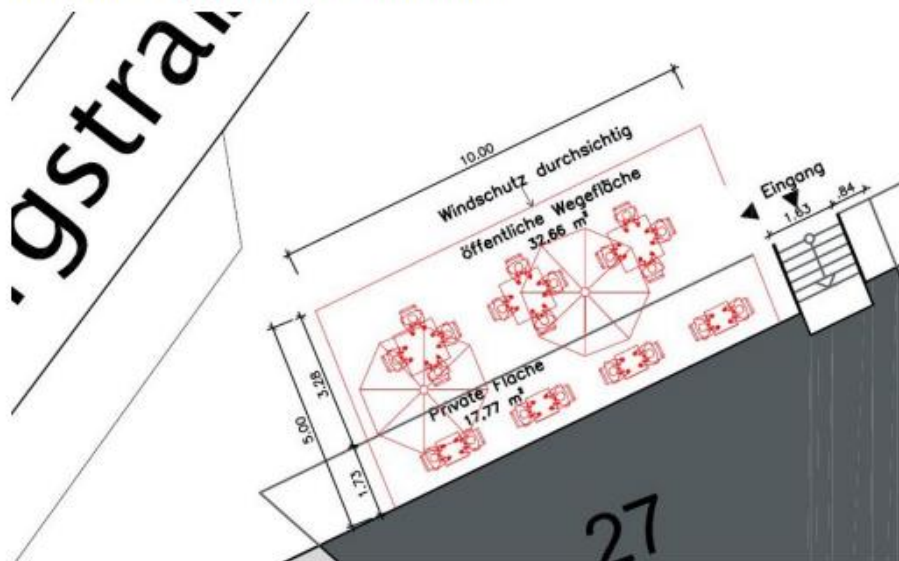 gstra
10.00
Windschutz durchsichtig
öffentliche Wegefläche
32.66 m²
Eingang
1.63
.84
3.28
5.00
Private Fläche
17.77 m²
1.73
27